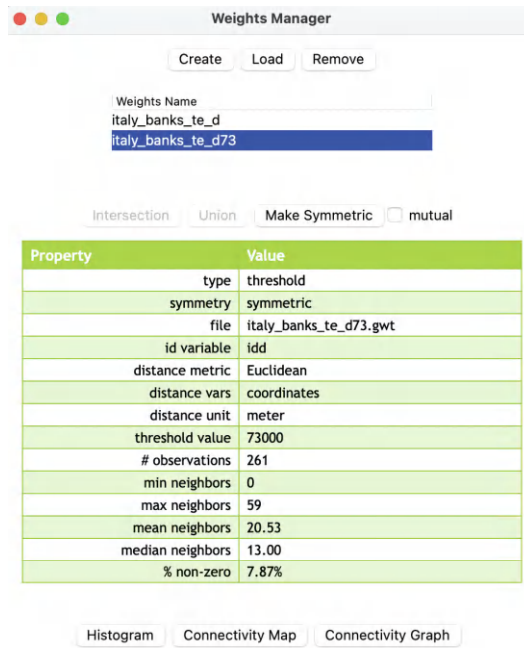 Weights Manager
Create Load Remove
Weights Name
italy_banks_te_d
italy_banks_te_d73
Intersection Union Make Symmetric mutual
Property Value
type threshold
symmetry symmetric
file italy_banks_te_d73.gwt
id variable idd
distance metric Euclidean
distance vars coordinates
distance unit meter
threshold value 73000
# observations 261
min neighbors 0
max neighbors 59
mean neighbors 20.53
median neighbors 13.00
% non-zero 7.87%
Histogram Connectivity Map Connectivity Graph